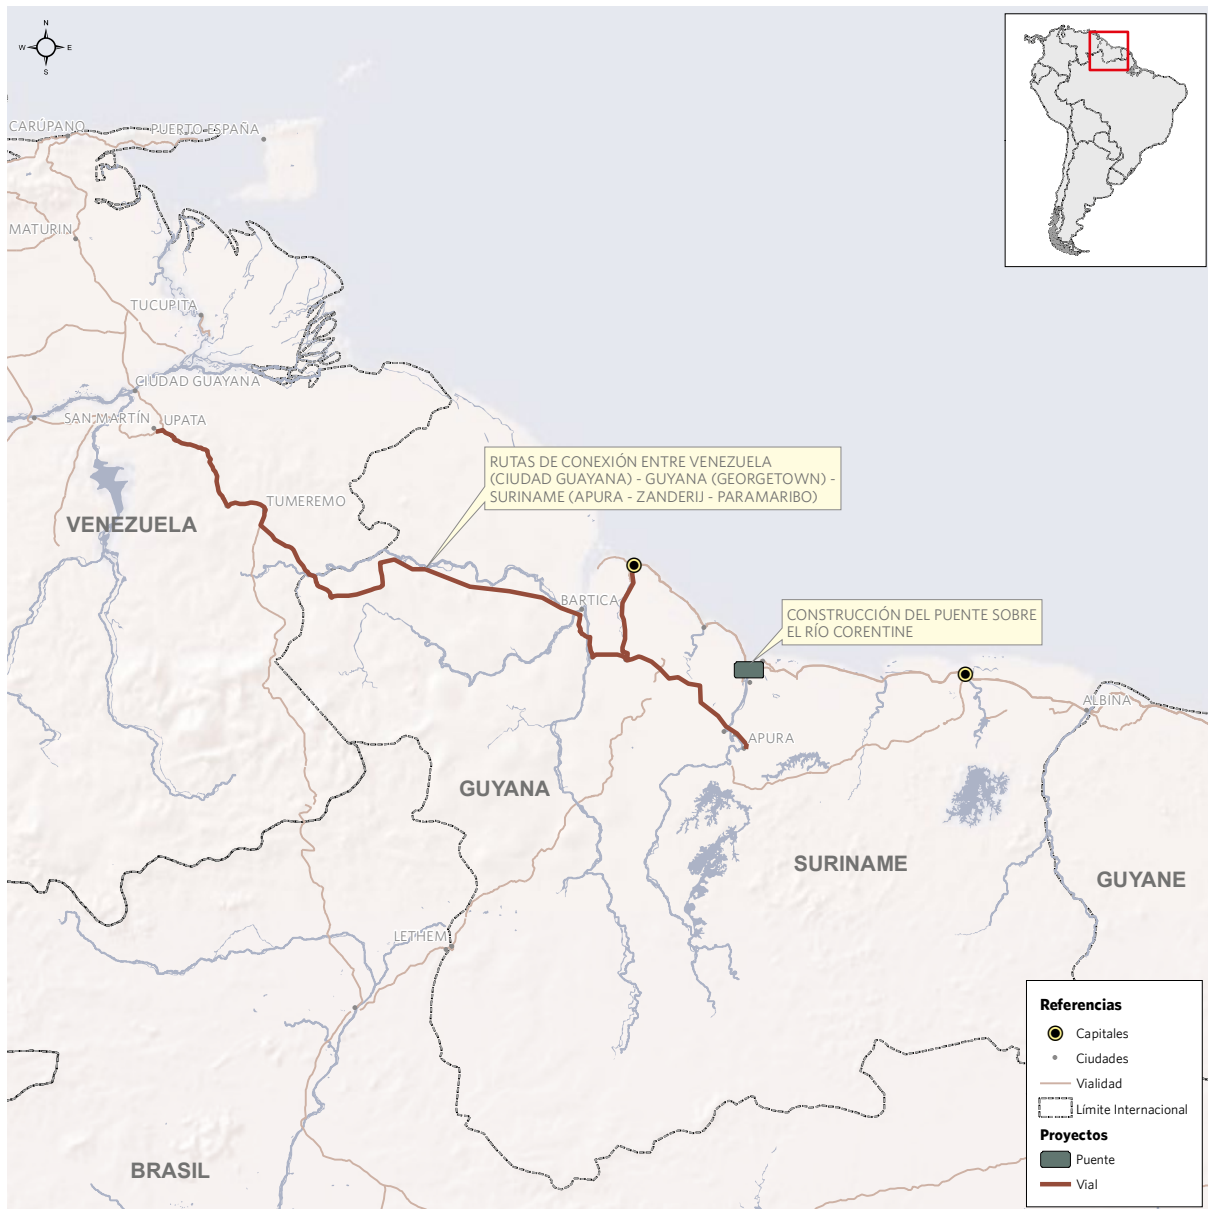 N
W
E
S
CARÚPANO
PUERTO ESPAÑA
MATURIN
TUCUPITA
CIUDAD GUAYANA
SAN MARTÍN
UPATA
TUMEREMO
VENEZUELA
RUTAS DE CONEXIÓN ENTRE VENEZUELA
(CIUDAD GUAYANA) - GUYANA (GEORGETOWN) -
SURINAME (APURA - ZANDERIJ - PARAMARIBO)
BARTICA
CONSTRUCCIÓN DEL PUENTE SOBRE
EL RÍO CORENTINE
ALBINA
APURA
GUYANA
SURINAME
GUYANE
LETHEM
BRASIL
Referencias
Capitales
Ciudades
Vialidad
Límite Internacional
Proyectos
Puente
Vial